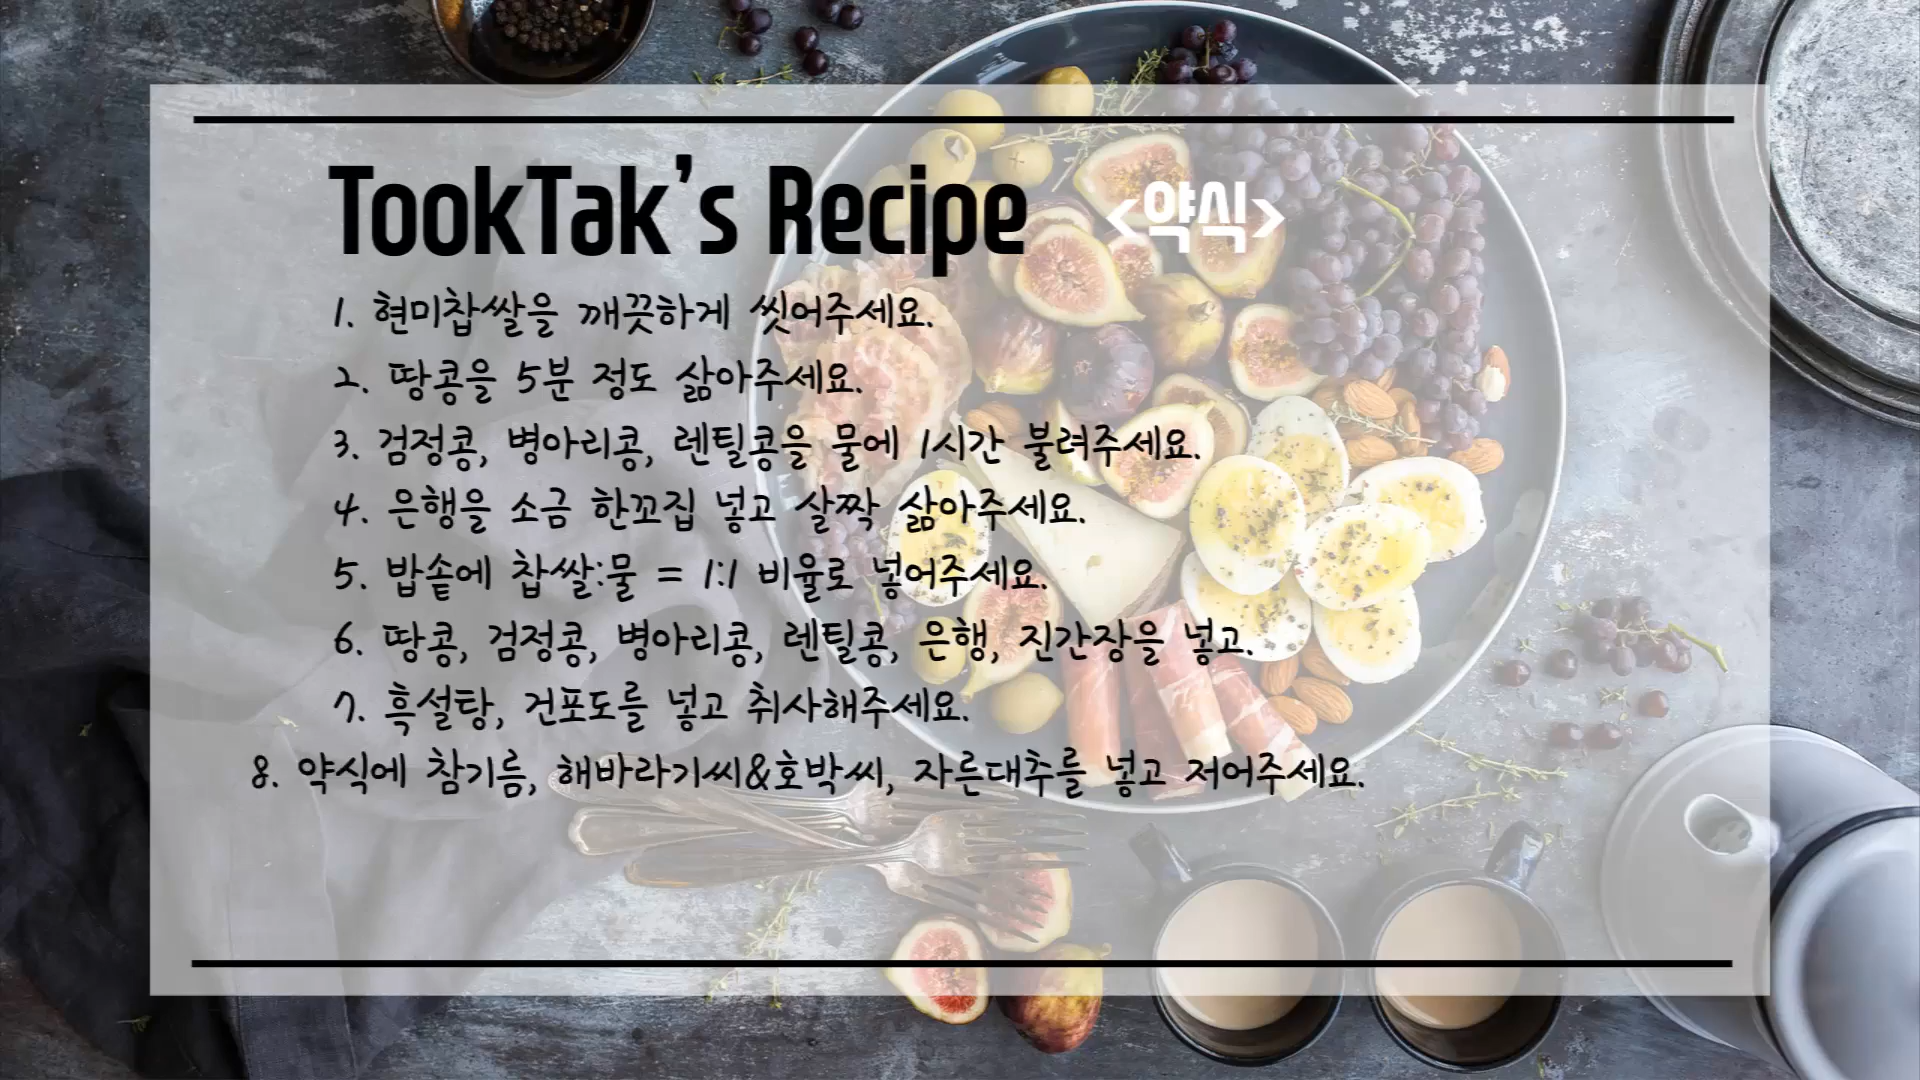 TookTak's Recipe <약식>
1. 현미찹쌀을 깨끗하게 씻어주세요.
2. 땅콩을 5분 정도 삶아주세요.
3. 검정콩, 병아리콩, 렌틸콩을 물에 1시간 불려주세요.
4. 은행을 소금 한꼬집 넣고 살짝 삶아주세요.
5. 밥솥에 찹쌀:물 = 1:1 비율로 넣어주세요.
6. 땅콩, 검정콩, 병아리콩, 렌틸콩, 은행, 진간장을 넣고.
7. 흑설탕, 건포도를 넣고 취사해주세요.
8. 약식에 참기름, 해바라기씨&호박씨, 자른대추를 넣고 저어주세요.